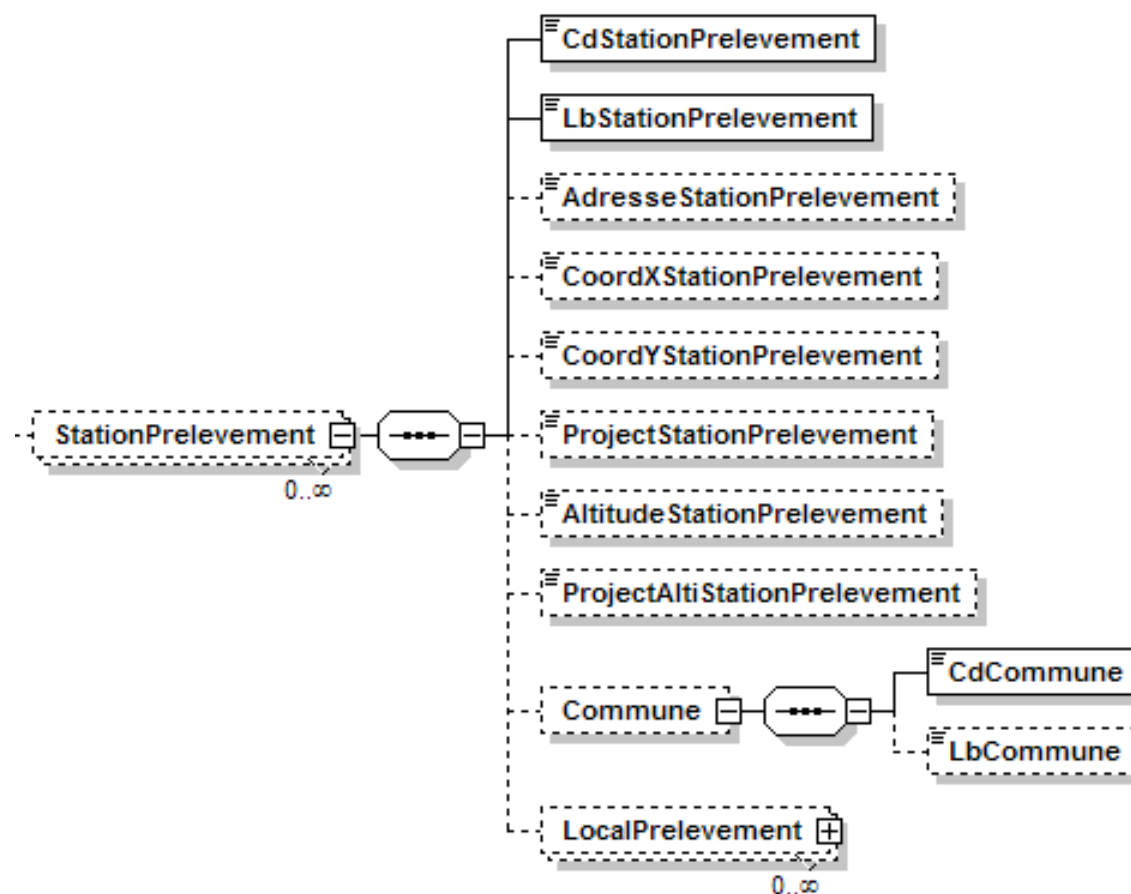 CdStationPrelevement
LbStationPrelevement
AdresseStationPrelevement
CoordXStationPrelevement
CoordYStationPrelevement
StationPrelevement
0..∞
ProjectStationPrelevement
AltitudeStationPrelevement
ProjectAltiStationPrelevement
Commune
CdCommune
LbCommune
LocalPrelevement
0..∞